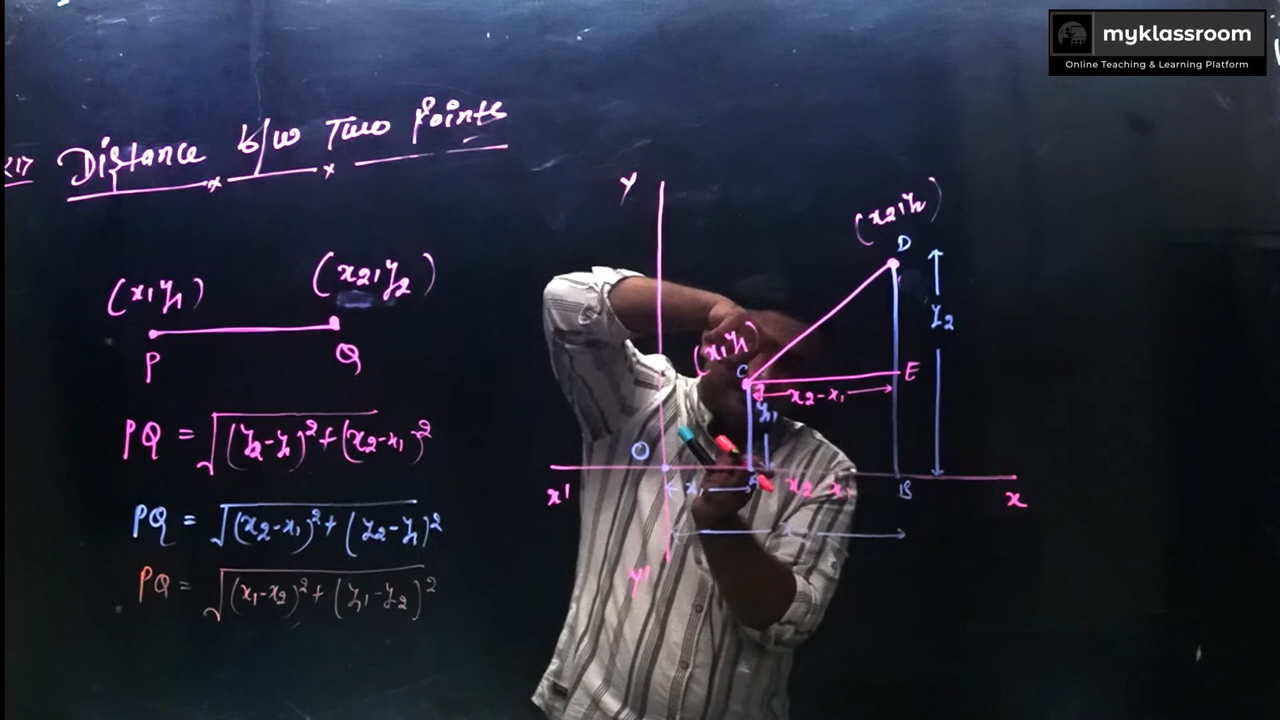 myklassroom
Online Teaching & Learning Platform
Distance b/w Two Points
(x1, y1)
(x2, y2)
P
Q
PQ = √(y2-y1)²+(x2-x1)²
PQ = √(x2-x1)²+(y2-y1)²
PQ = √(x1-x2)²+(y1-y2)²
Y
(x2, y2)
D
y2
(x1, y1)
C
E
x2-x1
y1
O
x'
x1
A
x2-x1
B
x
y'